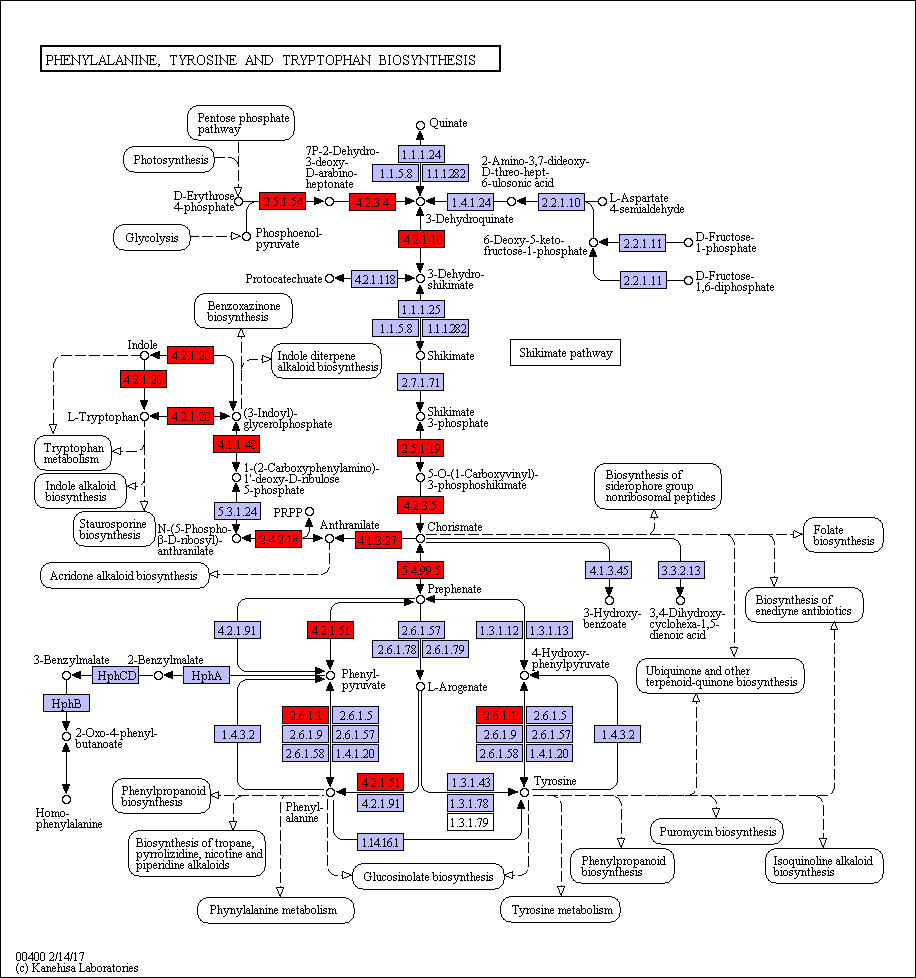 PHENYLALANINE, TYROSINE AND TRYPTOPHAN BIOSYNTHESIS
Pentose phosphate
pathway
Photosynthesis
D-Erythrose
4-phosphate
Glycolysis
Phosphoenol-
pyruvate
2.5.1.54
7P-2-Dehydro-
3-deoxy-
D-arabino-
heptonate
4.2.3.4
Quinate
1.1.1.24
1.1.5.8
1.1.1.282
2-Amino-3,7-dideoxy-
D-threo-hept-
6-ulosonic acid
1.4.1.24
2.2.1.10
L-Aspartate
4-semialdehyde
3-Dehydroquinate
4.2.1.10
6-Deoxy-5-keto-
fructose-1-phosphate
2.2.1.11
D-Fructose-
1-phosphate
2.2.1.11
D-Fructose-
1,6-diphosphate
Protocatechuate
4.2.1.118
3-Dehydro-
shikimate
1.1.1.25
1.1.5.8
1.1.1.282
Benzoxazinone
biosynthesis
Indole
4.2.1.20
Indole diterpene
alkaloid biosynthesis
Shikimate
Shikimate pathway
4.2.1.20
2.7.1.71
L-Tryptophan
4.2.1.20
(3-Indoyl)-
glycerolphosphate
Shikimate
3-phosphate
Tryptophan
metabolism
4.1.1.48
2.5.1.19
Indole alkaloid
biosynthesis
1-(2-Carboxyphenylamino)-
1'-deoxy-D-ribulose
5-phosphate
5-O-(1-Carboxyvinyl)-
3-phosphoshikimate
Biosynthesis of
siderophore group
nonribosomal peptides
Staurosporine
biosynthesis
5.3.1.24
PRPP
4.2.3.5
N-(5-Phospho-
β-D-ribosyl)-
anthranilate
2.4.2.18
Anthranilate
4.1.3.27
Chorismate
Folate
biosynthesis
Acridone alkaloid biosynthesis
5.4.99.5
4.1.3.45
3.3.2.13
Prephenate
3-Hydroxy-
benzoate
3,4-Dihydroxy-
cyclohexa-1,5-
dienoic acid
Biosynthesis of
enediyne antibiotics
4.2.1.91
4.2.1.51
2.6.1.57
2.6.1.78
2.6.1.79
1.3.1.12
1.3.1.13
3-Benzylmalate
2-Benzylmalate
HphCD
HphA
HphB
Phenyl-
pyruvate
L-Arogenate
4-Hydroxy-
phenylpyruvate
Ubiquinone and other
terpenoid-quinone biosynthesis
2-Oxo-4-phenyl-
butanoate
1.4.3.2
2.6.1.1
2.6.1.5
2.6.1.9
2.6.1.57
2.6.1.58
1.4.1.20
2.6.1.1
2.6.1.5
2.6.1.9
2.6.1.57
2.6.1.58
1.4.1.20
1.4.3.2
Homo-
phenylalanine
Phenylpropanoid
biosynthesis
Phenyl-
alanine
4.2.1.51
4.2.1.91
1.3.1.43
1.3.1.78
1.3.1.79
Tyrosine
1.14.16.1
Biosynthesis of tropane,
pyrrolizidine, nicotine and
piperidine alkaloids
Glucosinolate biosynthesis
Phenylpropanoid
biosynthesis
Puromycin biosynthesis
Isoquinoline alkaloid
biosynthesis
Phynylalanine metabolism
Tyrosine metabolism
00400 2/14/17
(c) Kanehisa Laboratories